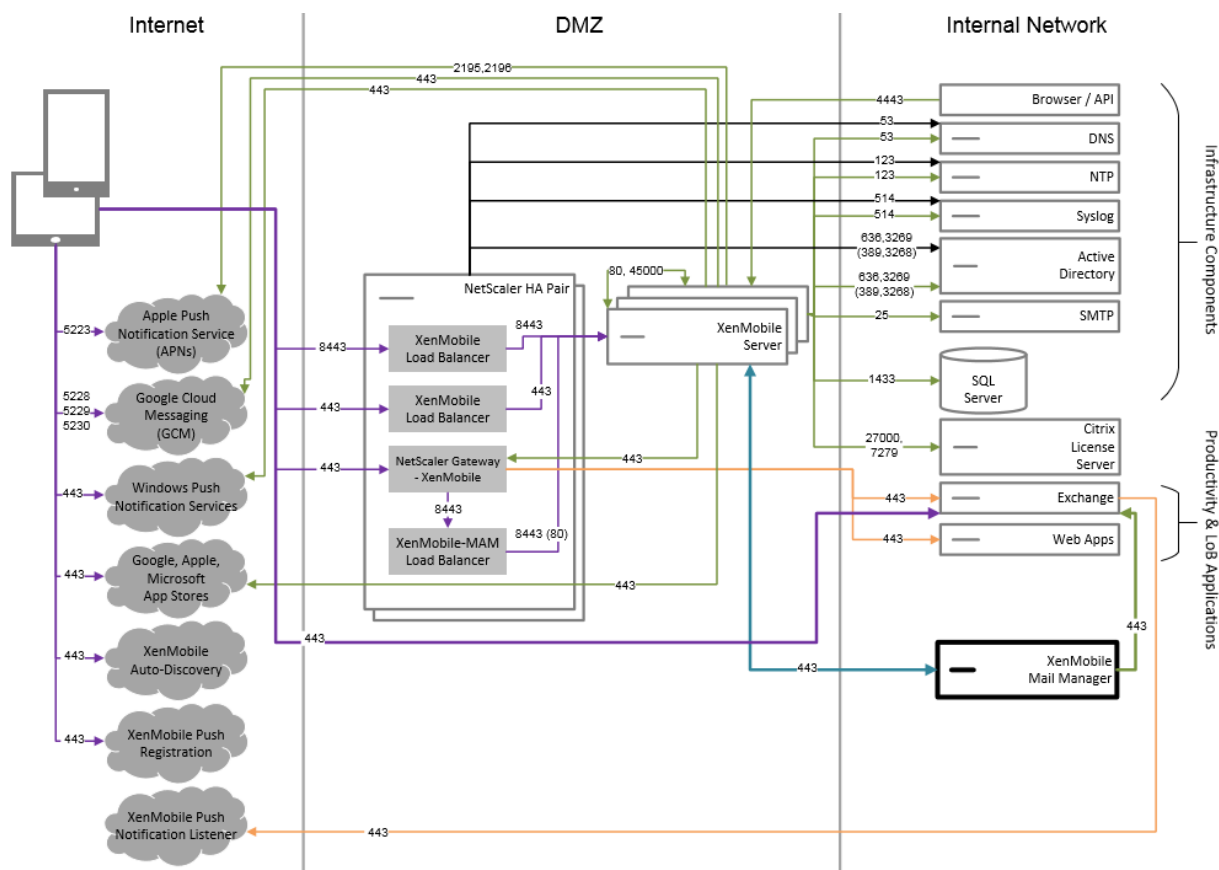 Internet
DMZ
Internal Network
2195,2196
443
443
4443
Browser / API
53
53
DNS
123
123
NTP
514
514
Syslog
636,3269
(389,3268)
636,3269
(389,3268)
Active
Directory
25
SMTP
1433
SQL
Server
27000,
7279
Citrix
License
Server
Infrastructure Components
80, 45000
NetScaler HA Pair
XenMobile
Server
5223
Apple Push
Notification Service
(APNs)
8443
XenMobile
Load Balancer
8443
5228
5229
5230
Google Cloud
Messaging
(GCM)
443
XenMobile
Load Balancer
443
443
NetScaler Gateway
- XenMobile
443
8443
443
Windows Push
Notification Services
XenMobile-MAM
Load Balancer
8443 (80)
443
Exchange
443
Web Apps
Productivity & LoB Applications
443
Google, Apple,
Microsoft
App Stores
443
443
443
443
XenMobile
Auto-Discovery
443
XenMobile
Mail Manager
443
XenMobile Push
Registration
XenMobile Push
Notification Listener
443